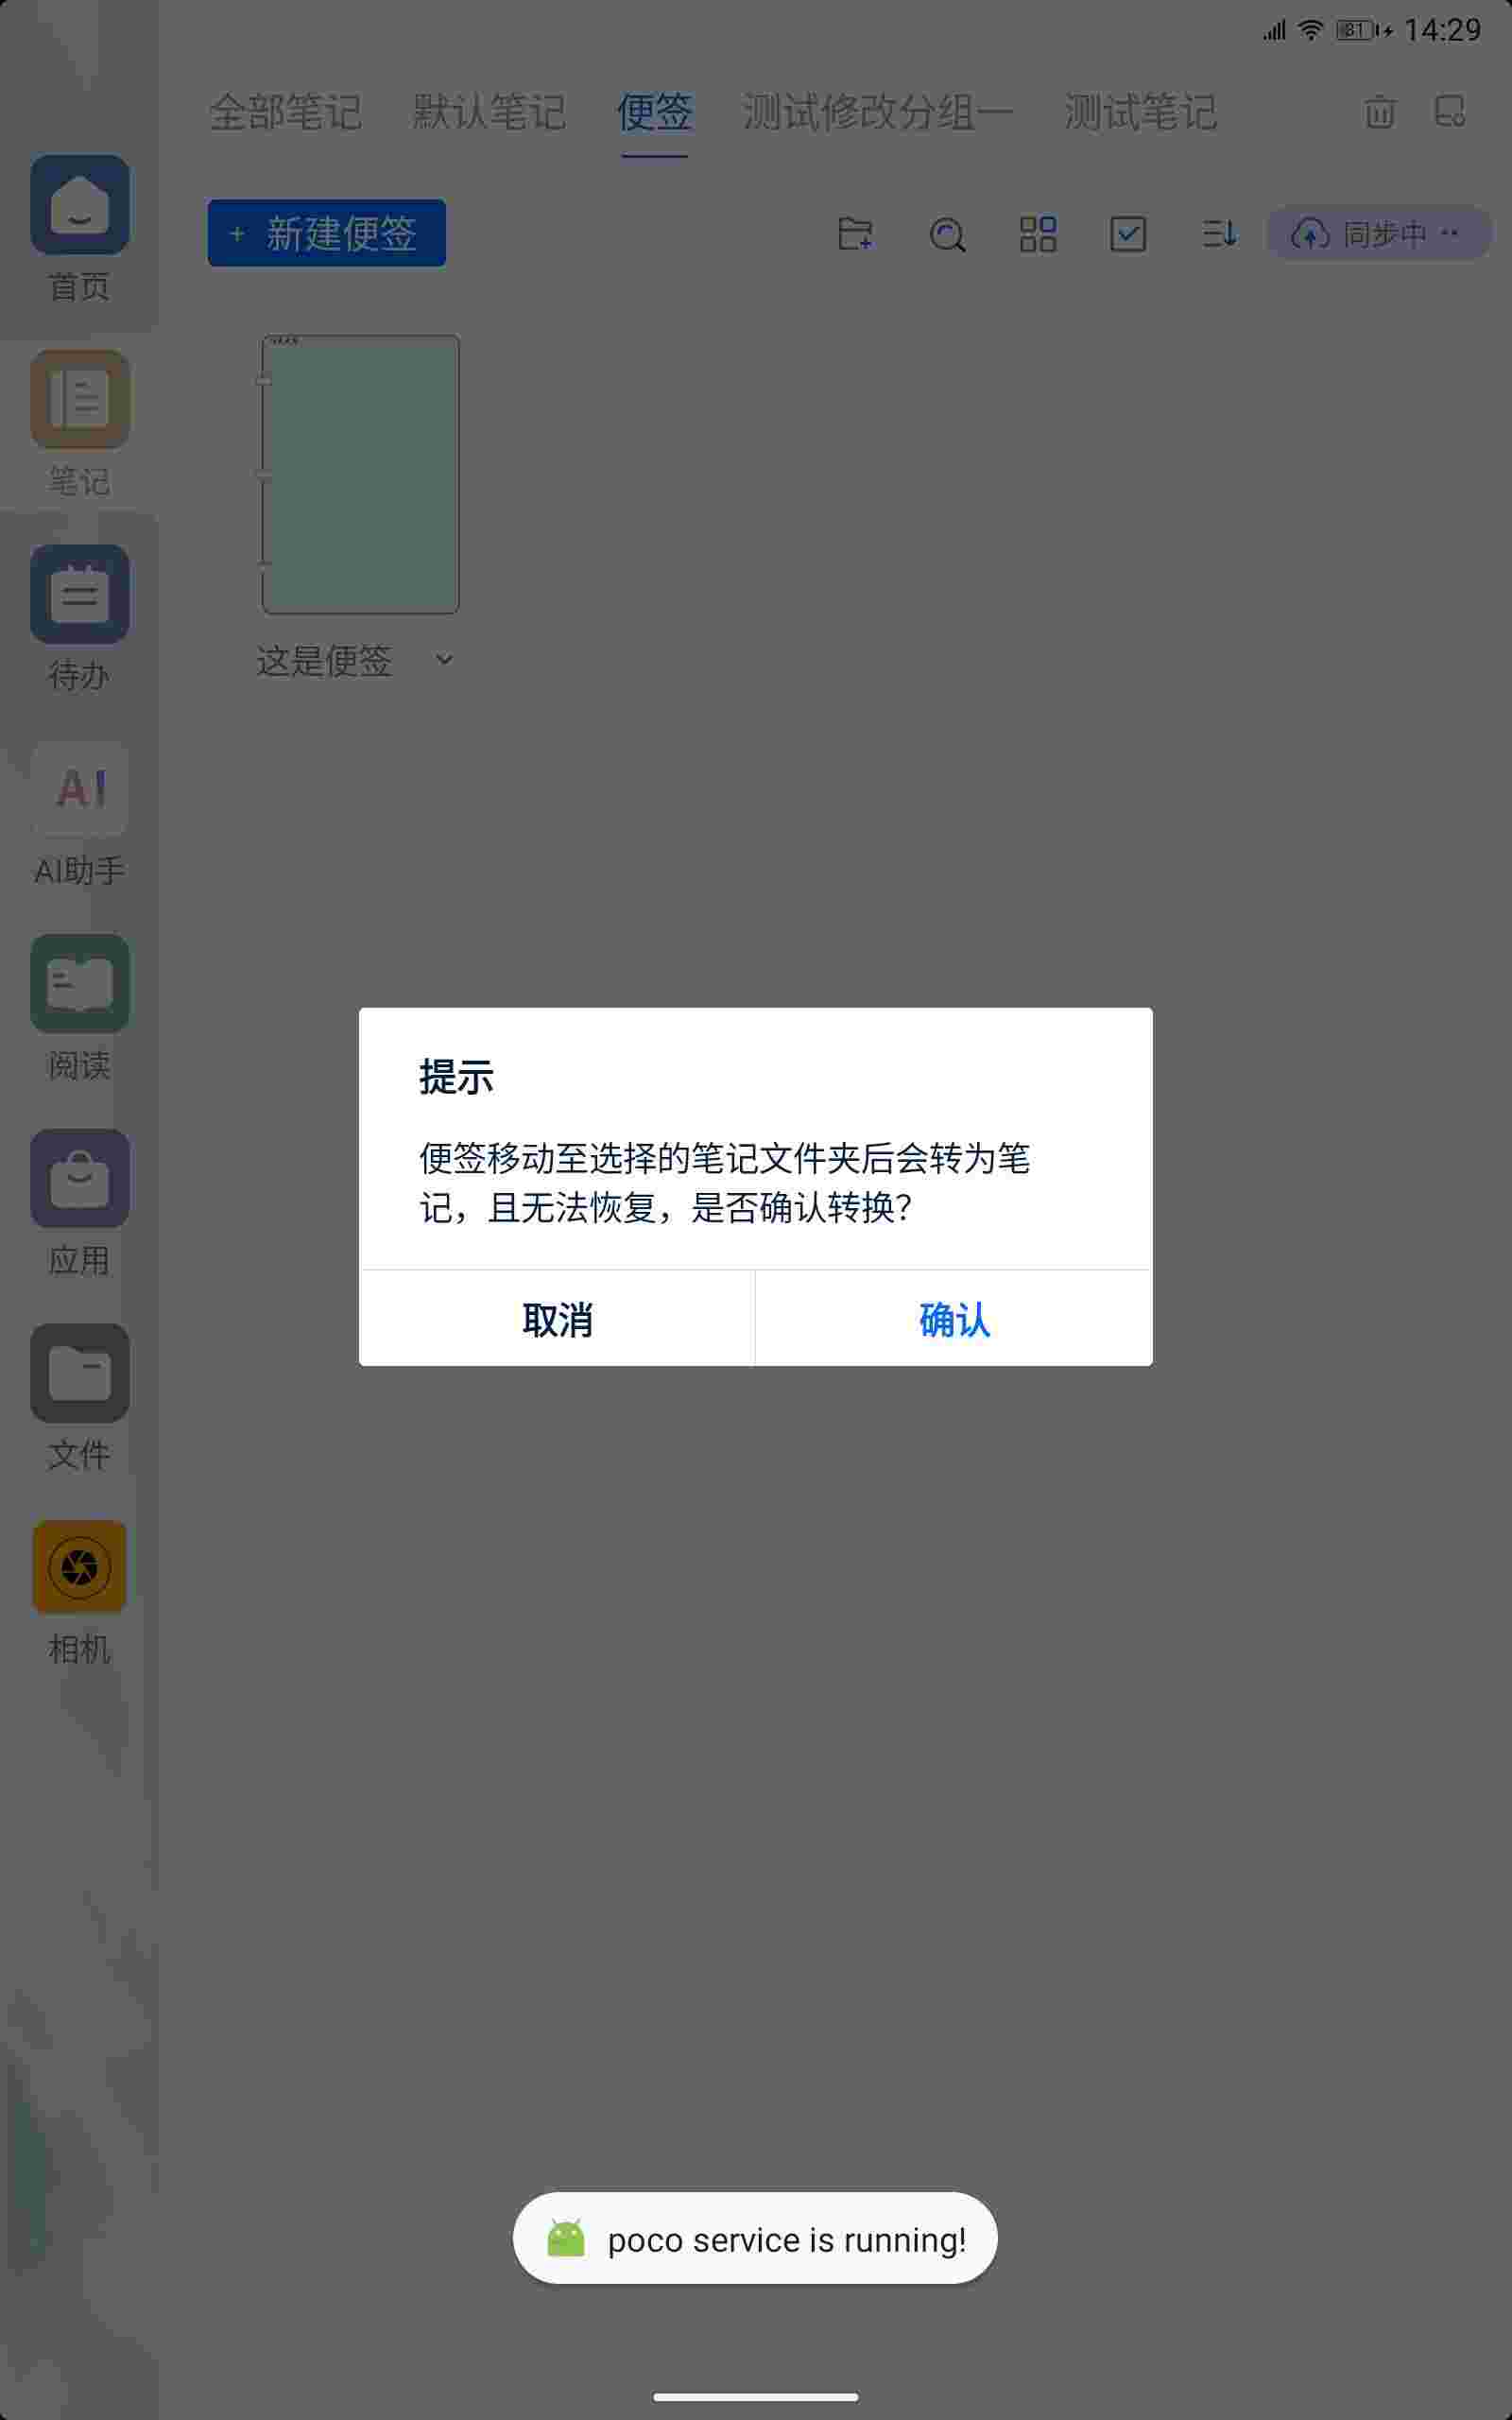 81 14:29
全部笔记 默认笔记 便签 测试修改分组一 测试笔记
+ 新建便签
同步中
首页
笔记
这是便签
待办
AI
AI助手
阅读
提示
便签移动至选择的笔记文件夹后会转为笔
记，且无法恢复，是否确认转换？
取消 确认
应用
文件
相机
poco service is running!